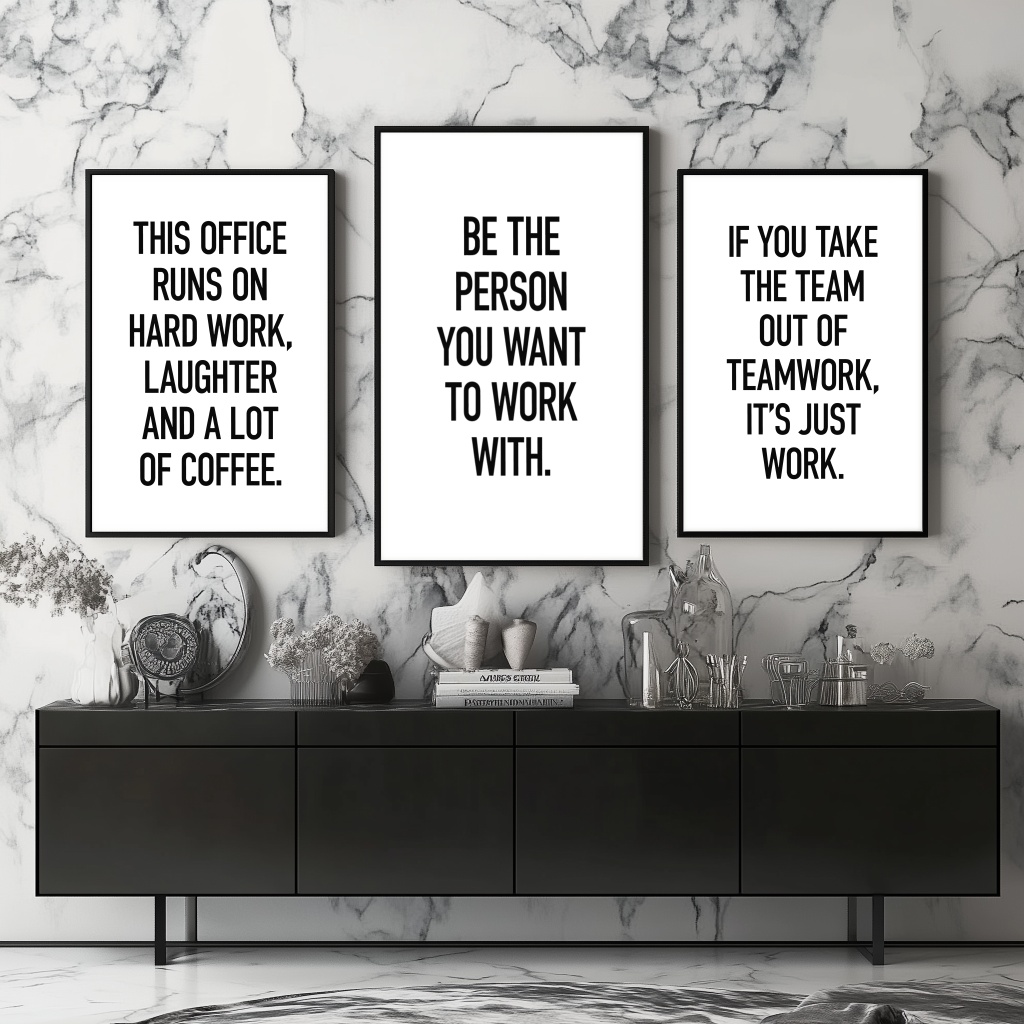 THIS OFFICE
RUNS ON
HARD WORK,
LAUGHTER
AND A LOT
OF COFFEE.
BE THE
PERSON
YOU WANT
TO WORK
WITH.
IF YOU TAKE
THE TEAM
OUT OF
TEAMWORK,
IT'S JUST
WORK.